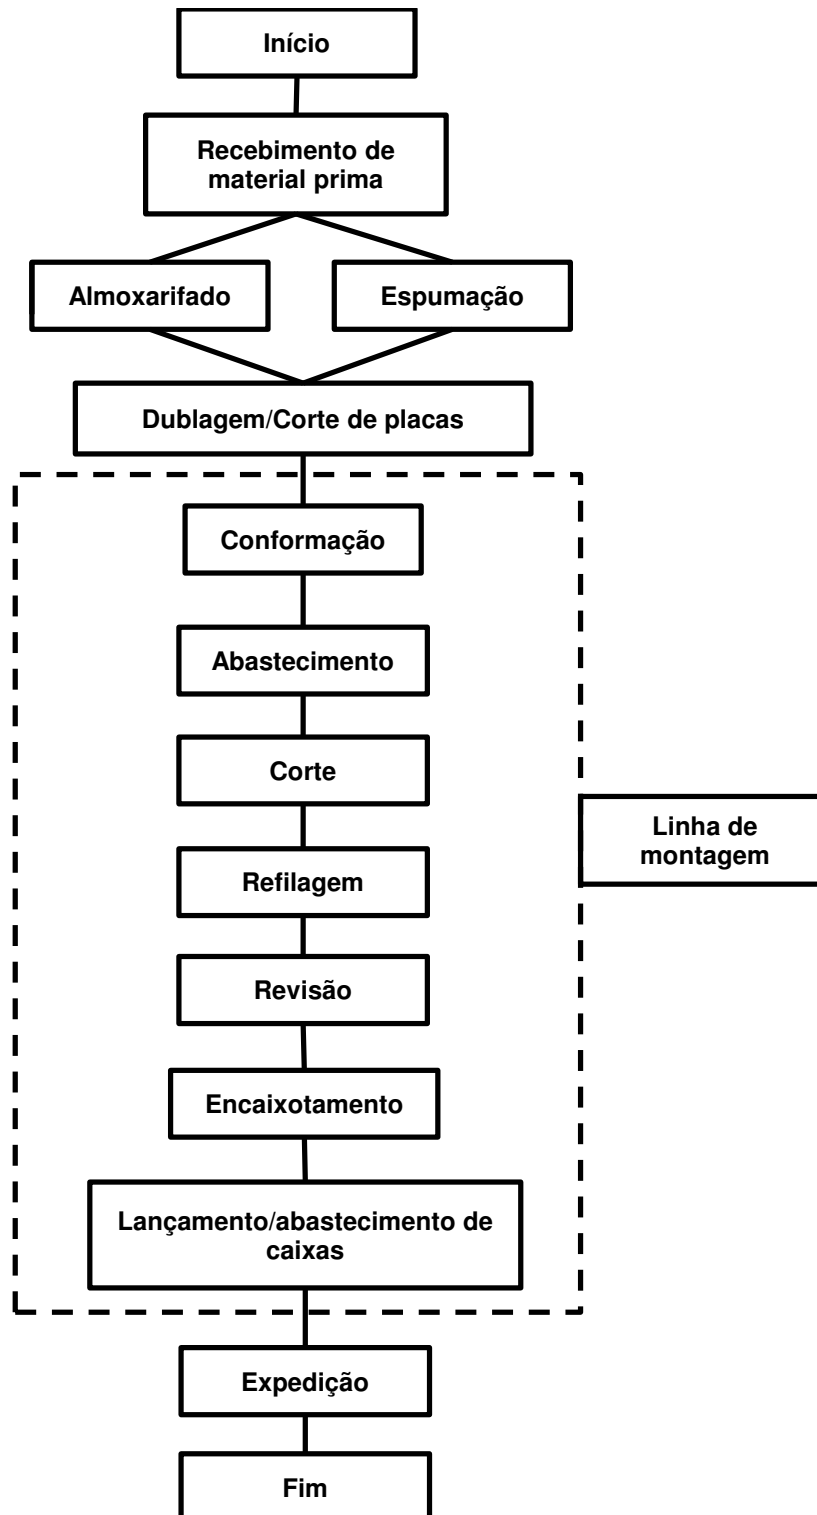 Início
Recebimento de
material prima
Almoxarifado
Espumação
Dublagem/Corte de placas
Conformação
Abastecimento
Corte
Linha de
montagem
Refilagem
Revisão
Encaixotamento
Lançamento/abastecimento de
caixas
Expedição
Fim